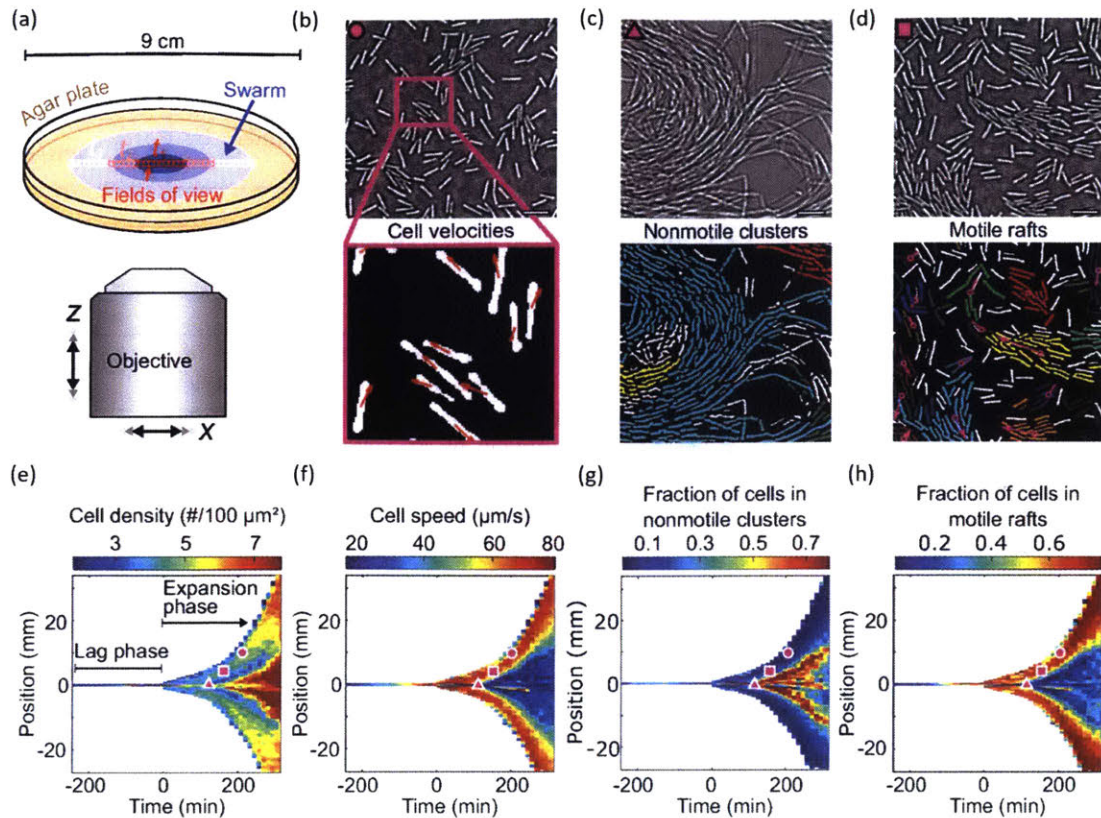 (a)
9 cm
Agar plate
Swarm
Fields of view
Z
Objective
X
(b)
Cell velocities
(c)
Nonmotile clusters
(d)
Motile rafts
(e)
Cell density (#/100 µm²)
3 5 7
Expansion
phase
Lag phase
Position (mm)
20
0
-20
-200 0 200
Time (min)
(f)
Cell speed (µm/s)
20 40 60 80
Position (mm)
20
0
-20
-200 0 200
Time (min)
(g)
Fraction of cells in
nonmotile clusters
0.1 0.3 0.5 0.7
Position (mm)
20
0
-20
-200 0 200
Time (min)
(h)
Fraction of cells in
motile rafts
0.2 0.4 0.6
Position (mm)
20
0
-20
-200 0 200
Time (min)